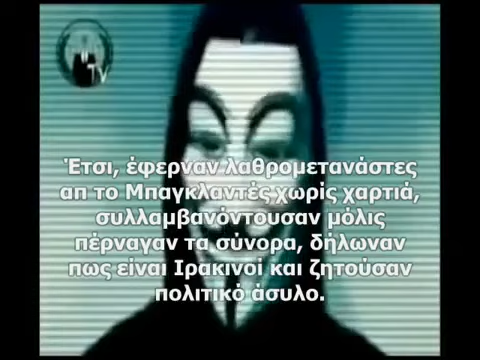 TV
Έτσι, έφερναν λαθρομετανάστες
απ το Μπαγκλαντές χωρίς χαρτιά,
συλλαμβανόντουσαν μόλις
πέρναγαν τα σύνορα, δήλωναν
πως είναι Ιρακινοί και ζητούσαν
πολιτικό άσυλο.